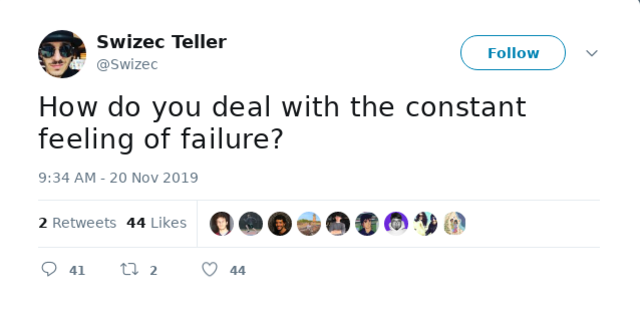 Swizec Teller
@Swizec
Follow
How do you deal with the constant
feeling of failure?
9:34 AM - 20 Nov 2019
2 Retweets 44 Likes
41 2 44